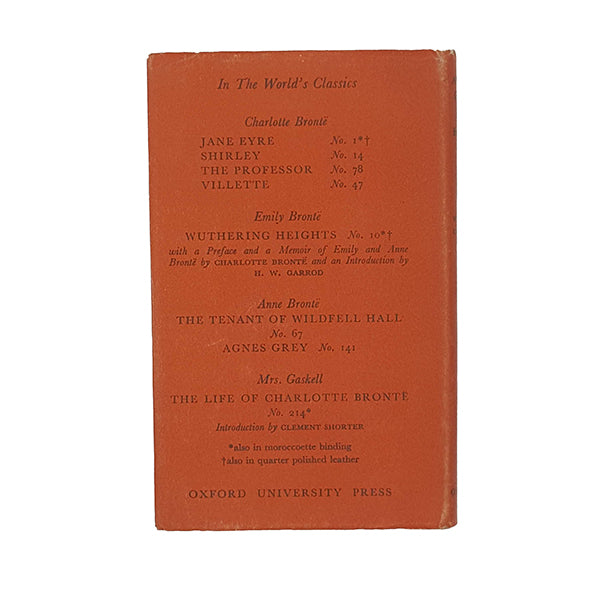 In The World's Classics
Charlotte Brontë
JANE EYRE No. 1*†
SHIRLEY No. 14
THE PROFESSOR No. 78
VILLETTE No. 47
Emily Brontë
WUTHERING HEIGHTS No. 10*†
with a Preface and a Memoir of Emily and Anne
Brontë by CHARLOTTE BRONTË and an Introduction by
H. W. GARROD
Anne Brontë
THE TENANT OF WILDFELL HALL
No. 67
AGNES GREY No. 141
Mrs. Gaskell
THE LIFE OF CHARLOTTE BRONTË
No. 214*
Introduction by CLEMENT SHORTER
*also in moroccoette binding
†also in quarter polished leather
OXFORD UNIVERSITY PRESS